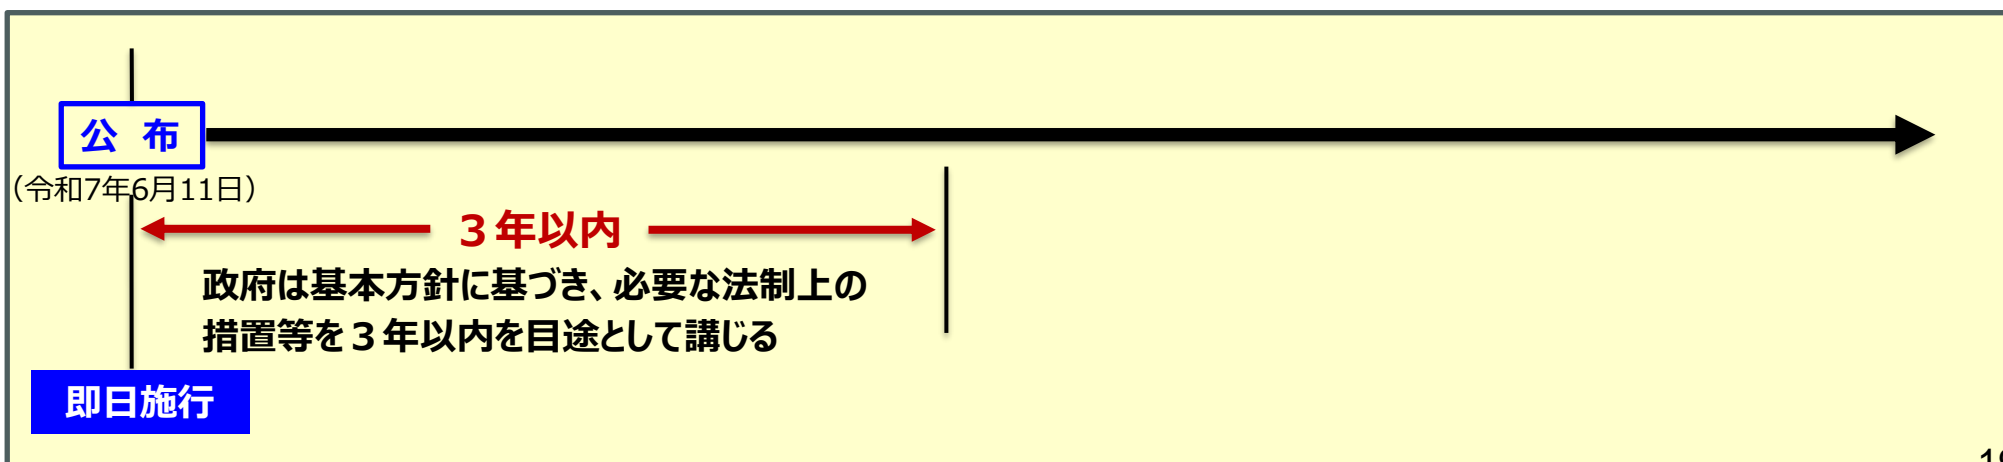 公 布
（令和7年6月11日）
３年以内
政府は基本方針に基づき、必要な法制上の
措置等を３年以内を目途として講じる
即日施行